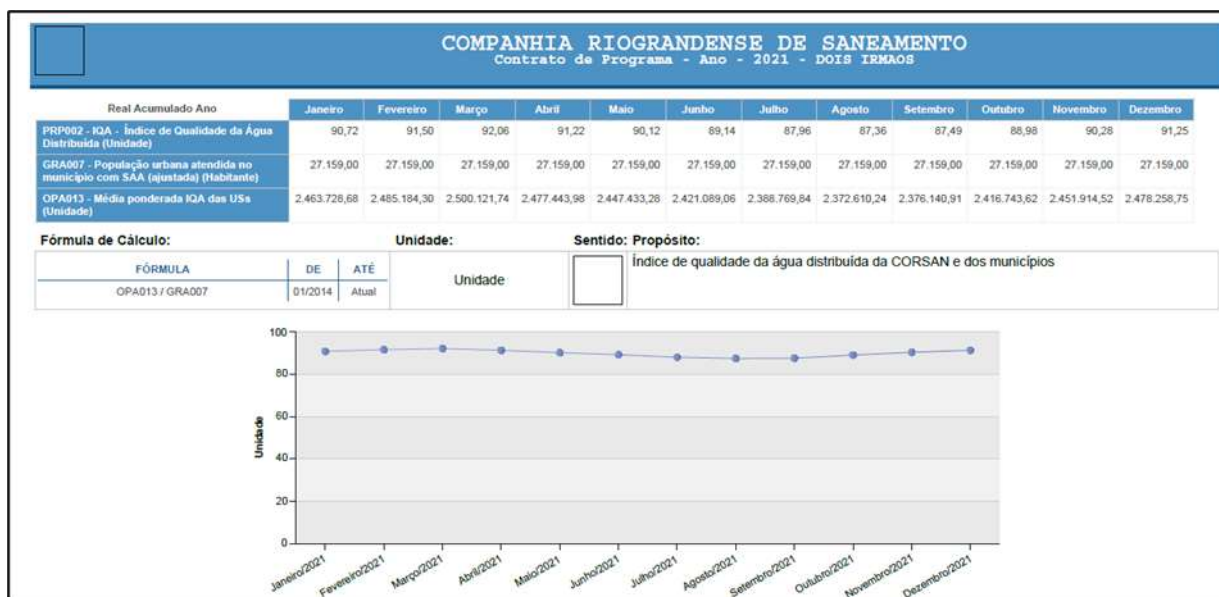 COMPANHIA RIOGRANDENSE DE SANEAMENTO
Contrato de Programa - Ano - 2021 - DOIS IRMAOS
Real Acumulado Ano Janeiro Fevereiro Março Abril Maio Junho Julho Agosto Setembro Outubro Novembro Dezembro
PRP002 - IQA - Índice de Qualidade da Água
Distribuída (Unidade) 90,72 91,50 92,06 91,22 90,12 89,14 87,96 87,36 87,49 88,98 90,28 91,25
GRA007 - População urbana atendida no
município com SAA (ajustada) (Habitante) 27.159,00 27.159,00 27.159,00 27.159,00 27.159,00 27.159,00 27.159,00 27.159,00 27.159,00 27.159,00 27.159,00 27.159,00
OPA013 - Média ponderada IQA das USs
(Unidade) 2.463.728,68 2.485.184,30 2.500.121,74 2.477.443,98 2.447.433,28 2.421.089,06 2.388.769,84 2.372.610,24 2.376.140,91 2.416.743,62 2.451.914,52 2.478.258,75
Fórmula de Cálculo: Unidade: Sentido: Propósito:
FÓRMULA DE ATÉ
OPA013 / GRA007 01/2014 Atual
Unidade
Índice de qualidade da água distribuída da CORSAN e dos municípios
100
80
60
40
20
0
Unidade
Janeiro/2021 Fevereiro/2021 Março/2021 Abril/2021 Maio/2021 Junho/2021 Julho/2021 Agosto/2021 Setembro/2021 Outubro/2021 Novembro/2021 Dezembro/2021